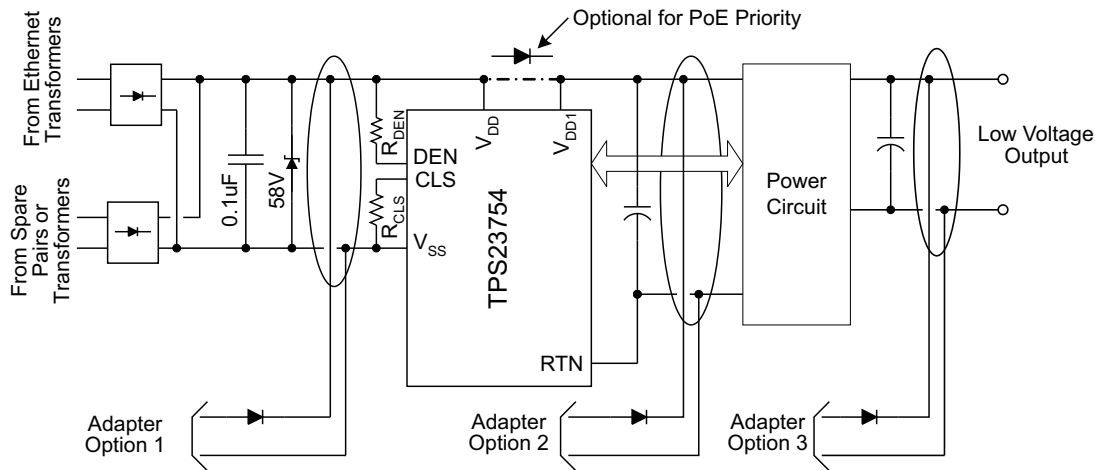 Optional for PoE Priority
From Ethernet
Transformers
From Spare
Pairs or
Transformers
0.1uF
58V
RDEN
RCLS
DEN
CLS
VSS
VDD
VDD1
TPS23754
RTN
Power
Circuit
Low Voltage
Output
Adapter
Option 1
Adapter
Option 2
Adapter
Option 3